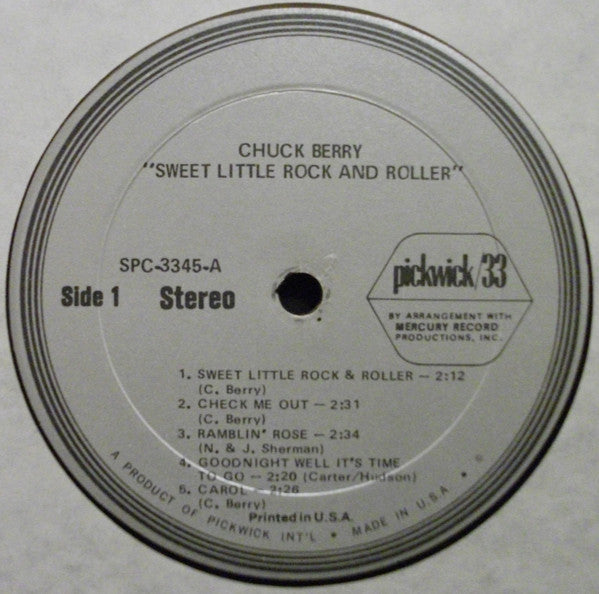 CHUCK BERRY
"SWEET LITTLE ROCK AND ROLLER"
SPC-3345-A
Side 1 Stereo
pickwick/33
BY ARRANGEMENT WITH
MERCURY RECORD
PRODUCTIONS, INC.
1. SWEET LITTLE ROCK & ROLLER — 2:12
(C. Berry)
2. CHECK ME OUT — 2:31
(C. Berry)
3. RAMBLIN' ROSE — 2:34
(N. & J. Sherman)
4. GOODNIGHT WELL IT'S TIME
TO GO — 2:20 (Carter/Hudson)
5. CAROL — 2:26
(C. Berry)
Printed in U.S.A.
A PRODUCT OF PICKWICK INT'L • MADE IN U.S.A. •